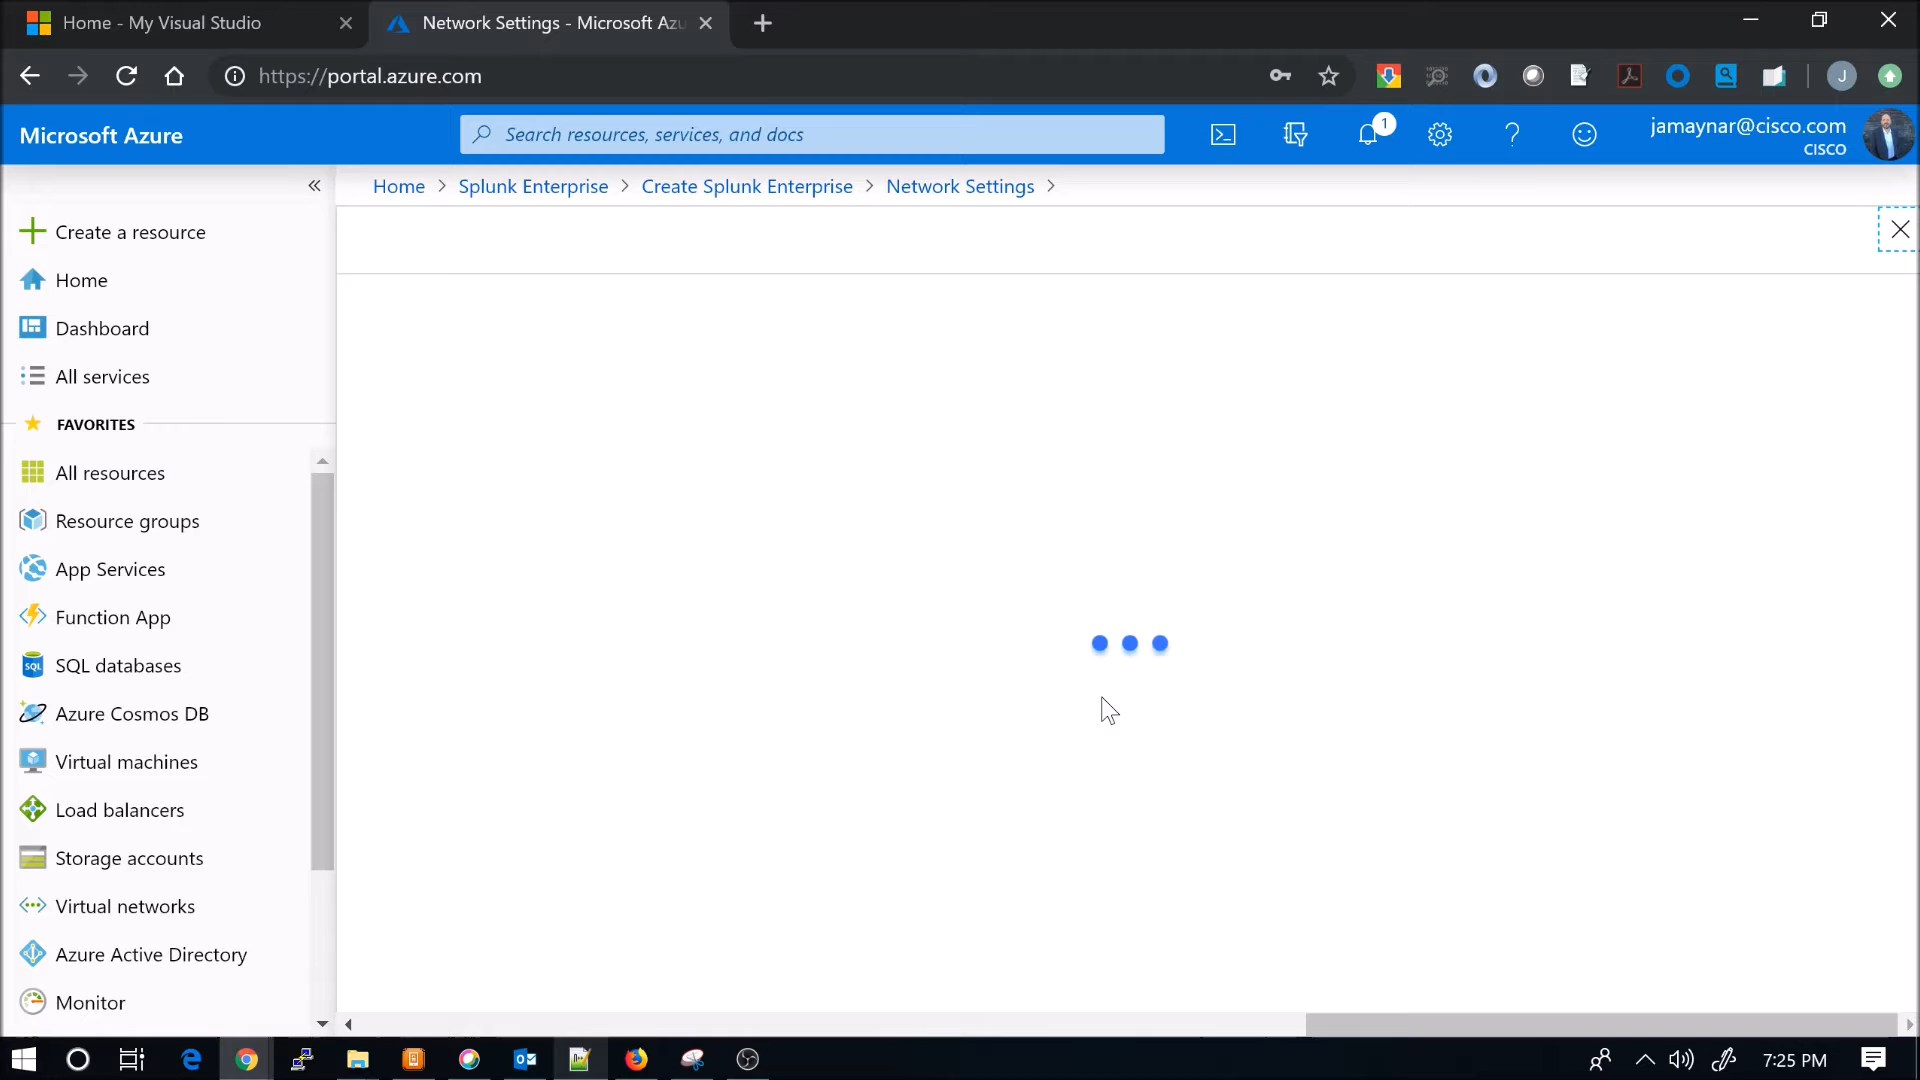 Home - My Visual Studio
Network Settings - Microsoft Azu
https://portal.azure.com
J
Microsoft Azure
Search resources, services, and docs
1
jamaynar@cisco.com
CISCO
Home > Splunk Enterprise > Create Splunk Enterprise > Network Settings >
Create a resource
Home
Dashboard
All services
FAVORITES
All resources
Resource groups
App Services
Function App
SQL
SQL databases
Azure Cosmos DB
Virtual machines
Load balancers
Storage accounts
Virtual networks
Azure Active Directory
Monitor
7:25 PM